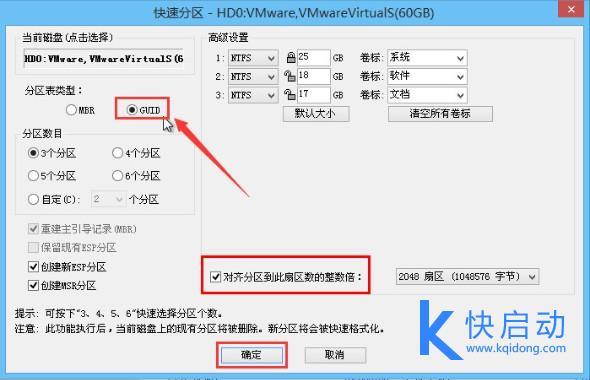 快速分区 - HD0:VMware,VMwareVirtualS(60GB)
当前磁盘(点击选择)
HD0:VMware,VMwareVirtualS(6
分区表类型：
MBR
GUID
分区数目
3个分区
4个分区
5个分区
6个分区
自定(C):
2
个分区
重建主引导记录(MBR)
保留现有ESP分区
创建新ESP分区
创建MSR分区
高级设置
1: NTFS 25 GB 卷标: 系统
2: NTFS 18 GB 卷标: 软件
3: NTFS 17 GB 卷标: 文档
默认大小
清空所有卷标
对齐分区到此扇区数的整数倍：
2048 扇区 (1048576 字节)
提示：可按下"3、4、5、6"快速选择分区个数。
注意：此功能执行后，当前磁盘上的现有分区将被删除。新分区将会被快速格式化。
确定
取消
K 快启动
www.kqidong.com